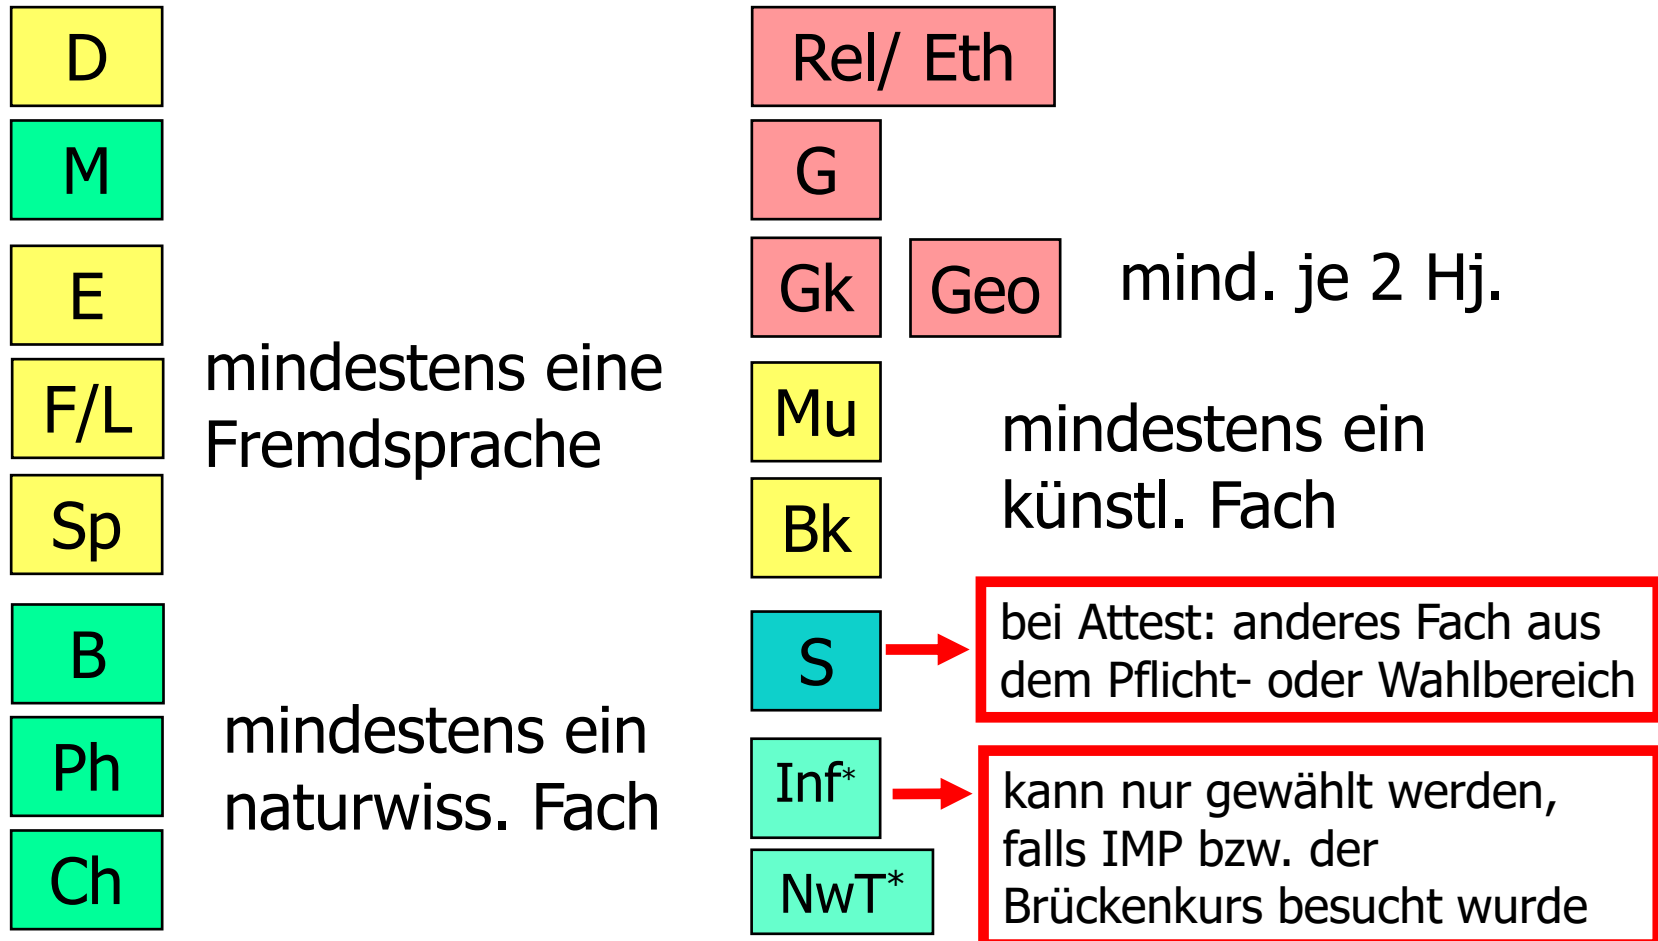 D
M
E
F/L
Sp
mindestens eine
Fremdsprache
B
Ph
Ch
mindestens ein
naturwiss. Fach
Rel/ Eth
G
Gk
Geo
mind. je 2 Hj.
Mu
Bk
mindestens ein
künstl. Fach
S
bei Attest: anderes Fach aus
dem Pflicht- oder Wahlbereich
Inf*
NwT*
kann nur gewählt werden,
falls IMP bzw. der
Brückenkurs besucht wurde